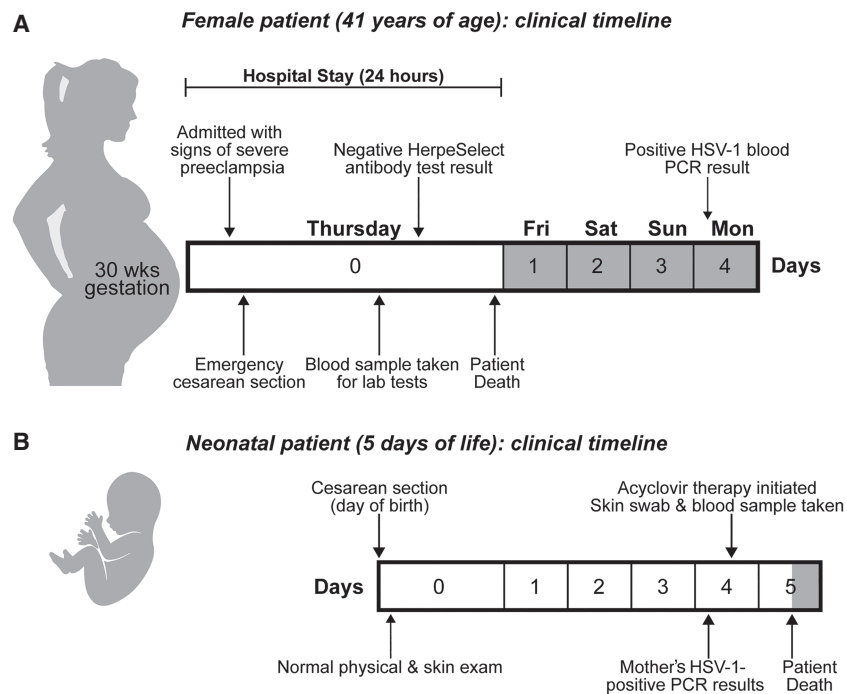 A
Female patient (41 years of age): clinical timeline
Hospital Stay (24 hours)
Admitted with
signs of severe
preeclampsia
Negative HerpeSelect
antibody test result
Positive HSV-1 blood
PCR result
Thursday
Fri
Sat
Sun
Mon
30 wks
gestation
0
1
2
3
4
Days
Emergency
cesarean section
Blood sample taken
for lab tests
Patient
Death
B
Neonatal patient (5 days of life): clinical timeline
Cesarean section
(day of birth)
Acyclovir therapy initiated
Skin swab & blood sample taken
Days
0
1
2
3
4
5
Normal physical & skin exam
Mother's HSV-1-
positive PCR results
Patient
Death